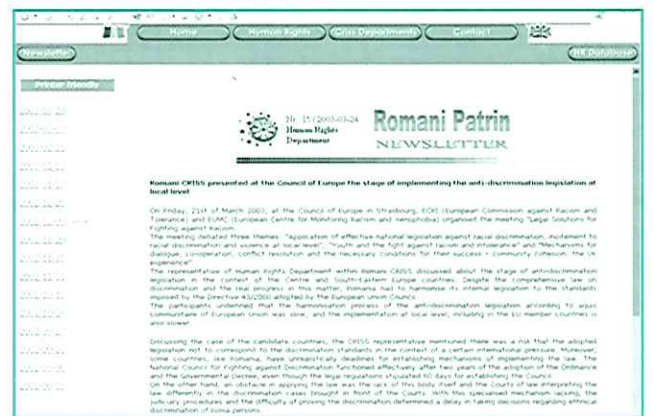 Home Human Rights Criss Departments Contact
Newsletter HR Database
Printer friendly
Nr. 15 / 2003-03-24
Human Rights
Department
Romani Patrin
NEWSLETTER
Romani CRISS presented at the Council of Europe the stage of implementing the anti-discrimination legislation at
local level
On Friday, 21st of March 2003, at the Council of Europe in Strasbourg, ECRI (European Commission against Racism and
Tolerance) and EUMC (European Centre for Monitoring Racism and xenophobia) organised the meeting "Legal Solutions for
Fighting against Racism.
The meeting debated three themes: "application of effective national legislation against racial discrimination, incitement to
racial discrimination and violence at local level", "Youth and the fight against racism and intolerance" and "Mechanisms for
dialogue, co-operation, conflict resolution and the necessary conditions for their success - community cohesion: the UK
experience".
The representative of Human Rights Department within Romani CRISS discussed about the stage of anti-discrimination
legislation in the context of the Centre and South-Eastern Europe countries. Despite the comprehensive law on
discrimination and the real progress in this matter, Romania had to harmonise its internal legislation to the standards
imposed by the Directive 43/2000 adopted by the European Union Council.
The participants underlined that the harmonisation process of the anti-discrimination legislation according to aquis
communitaire of European Union was slow, and the implementation at local level, including in the EU member countries is
also slower.
Discussing the case of the candidate countries, the CRISS representative mentioned there was a risk that the adopted
legislation not to correspond to the discrimination standards in the context of a certain international pressure. Moreover,
some countries, like Romania, have unrealistically deadlines for establishing mechanisms of implementing the law. The
National Council for Fighting against Discrimination functioned effectively after two years of the adoption of the Ordinance
and the Governmental Decree, even though the legal regulations stipulated 60 days for establishing the Council.
On the other hand, an obstacle in applying the law was the lack of this body itself and the Courts of law interpreting the
law differently in the discrimination cases brought in front of the Courts. With this specialised mechanism lacking, the
judiciary procedures and the difficulty of proving the discrimination determined a delay in taking decisions regarding ethnical
discrimination of Roma persons.